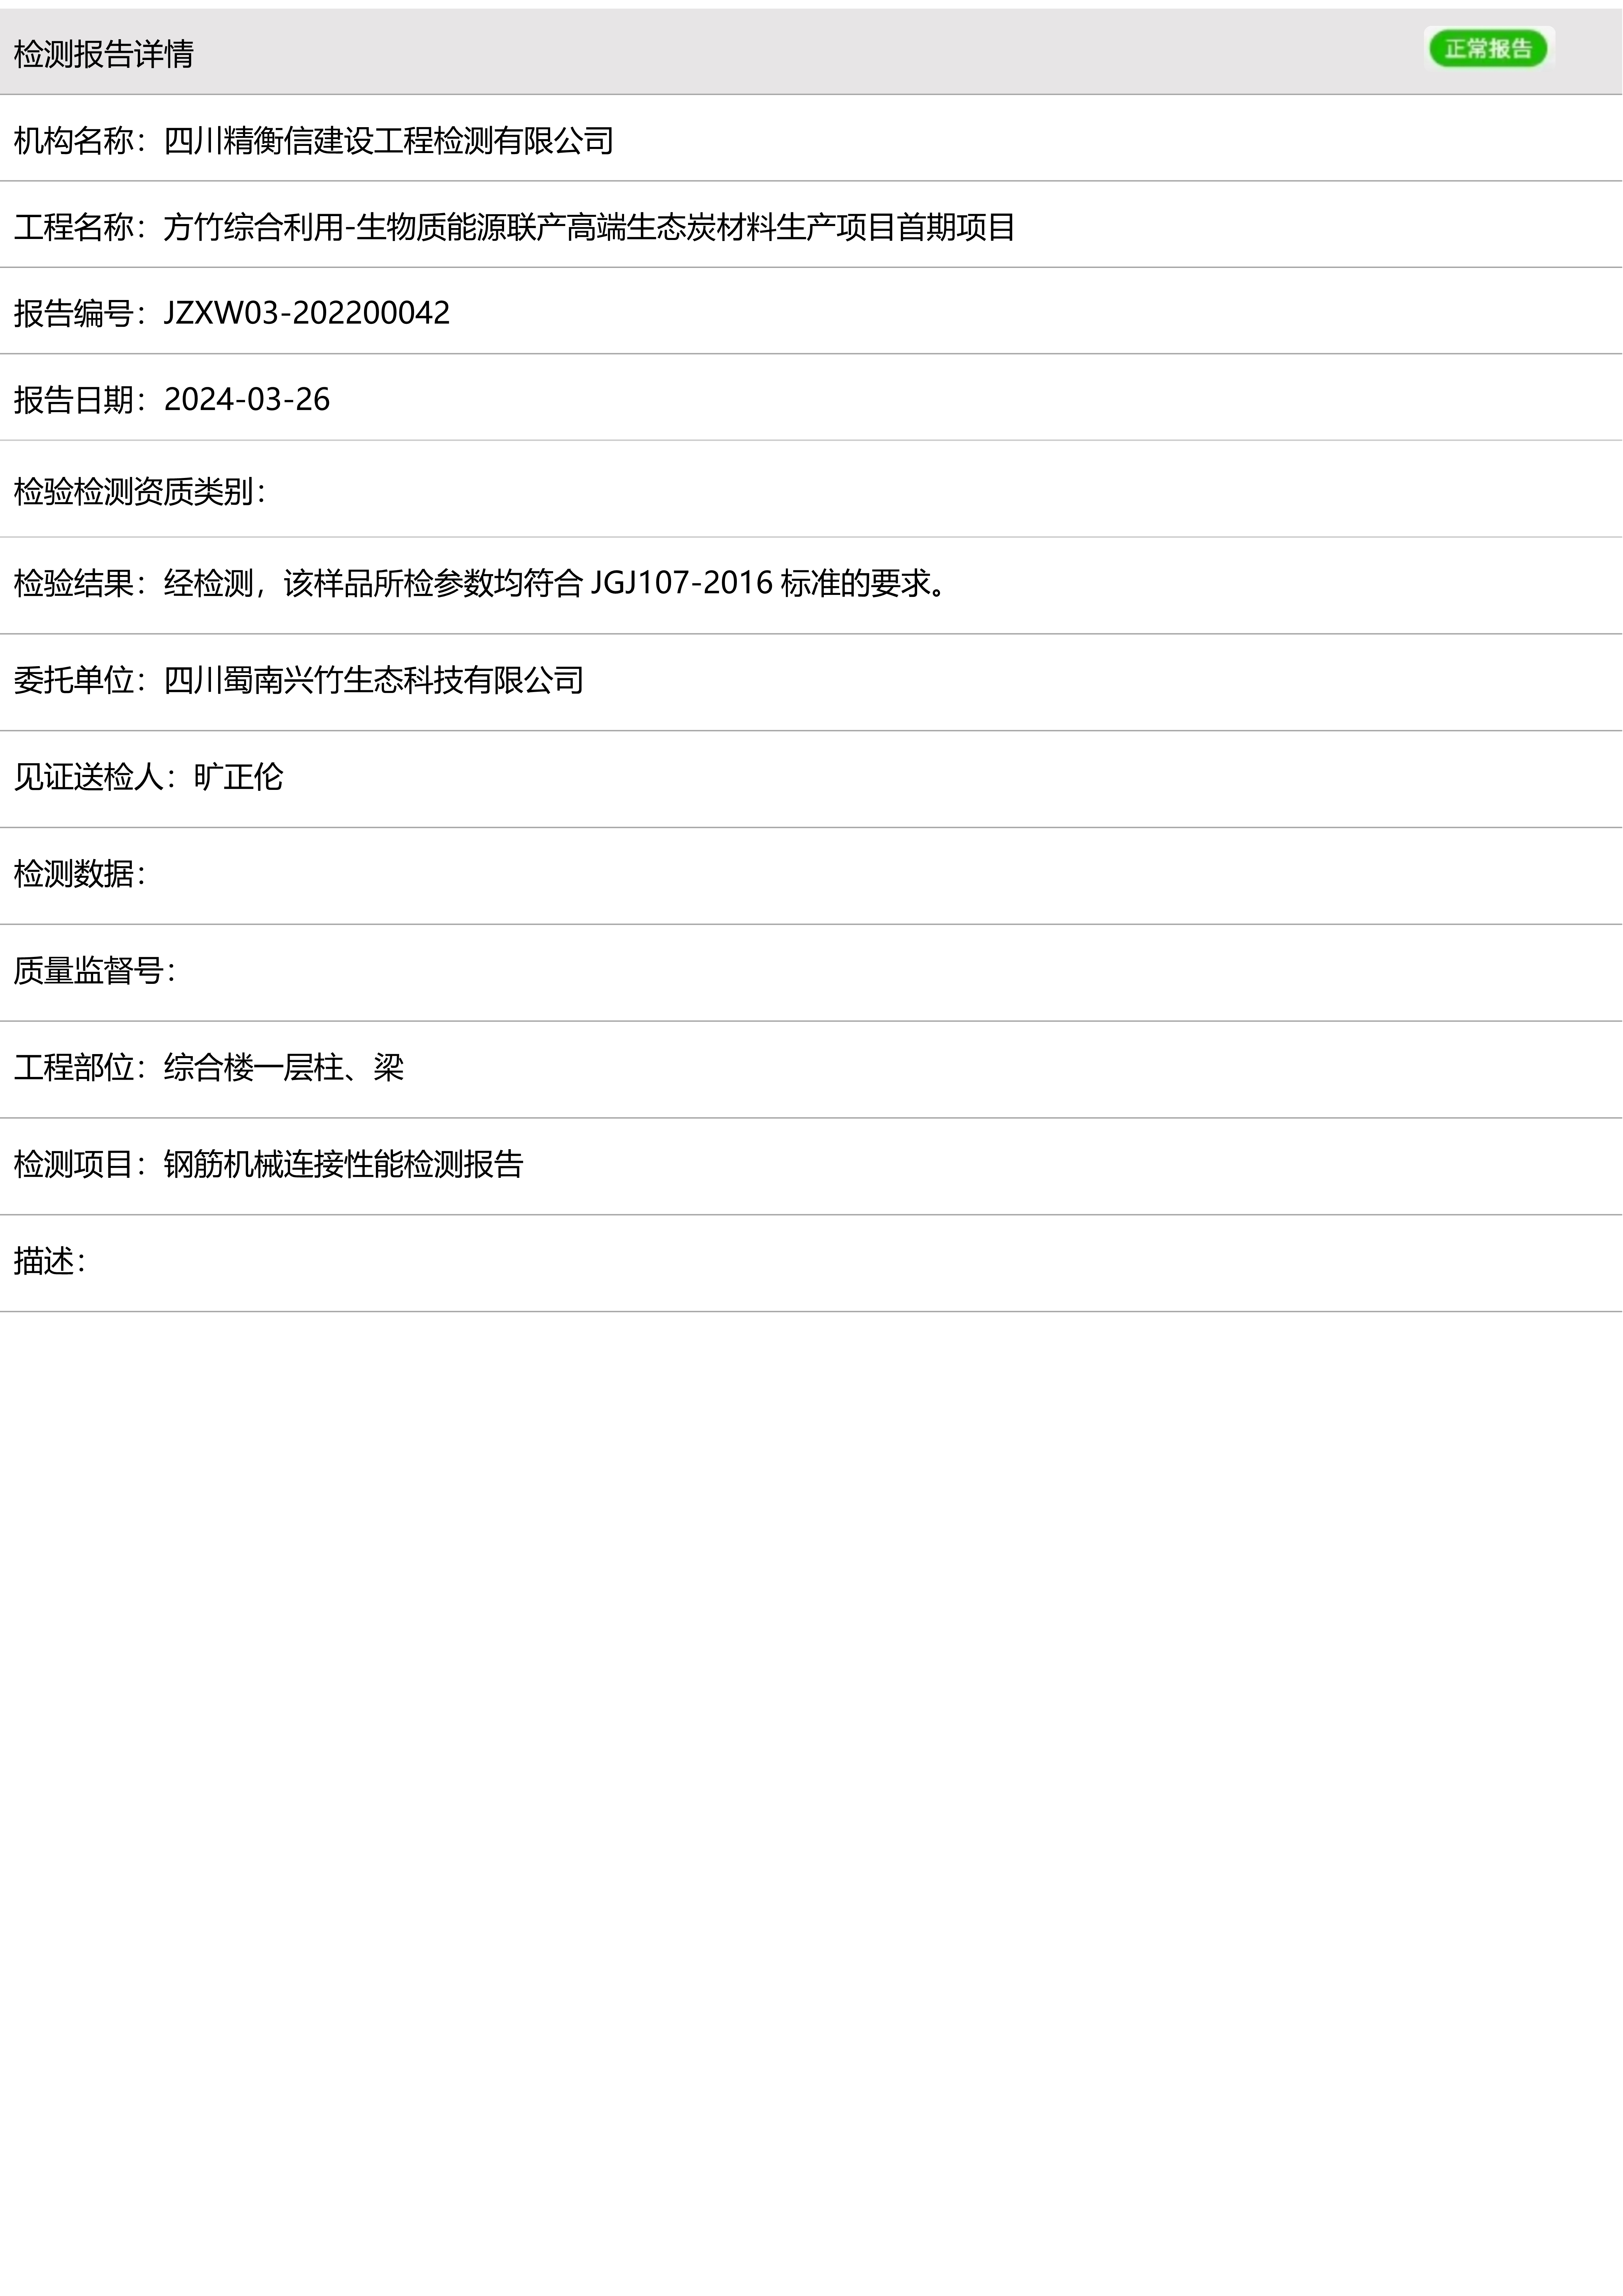 检测报告详情
正常报告
机构名称：四川精衡信建设工程检测有限公司
工程名称：方竹综合利用-生物质能源联产高端生态炭材料生产项目首期项目
报告编号：JZXW03-202200042
报告日期：2024-03-26
检验检测资质类别：
检验结果：经检测，该样品所检参数均符合 JGJ107-2016 标准的要求。
委托单位：四川蜀南兴竹生态科技有限公司
见证送检人：旷正伦
检测数据：
质量监督号：
工程部位：综合楼一层柱、梁
检测项目：钢筋机械连接性能检测报告
描述：